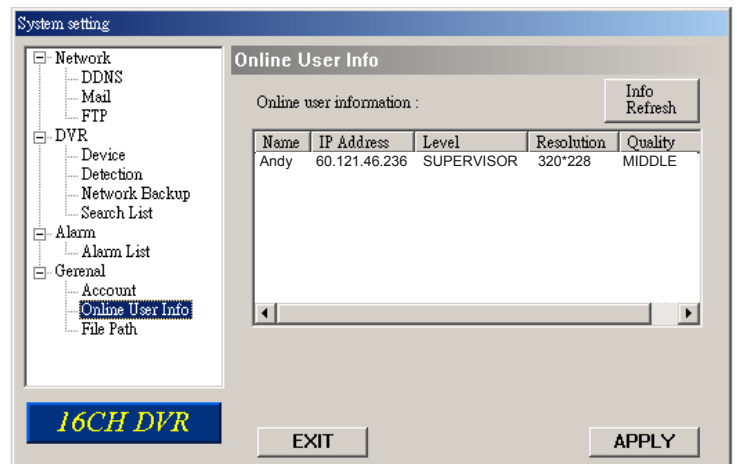 System setting
Network
DDNS
Mail
FTP
DVR
Device
Detection
Network Backup
Search List
Alarm
Alarm List
Gerenal
Account
Online User Info
File Path
16CH DVR
Online User Info
Online user information :
Info
Refresh
Name IP Address Level Resolution Quality
Andy 60.121.46.236 SUPERVISOR 320*228 MIDDLE
EXIT
APPLY